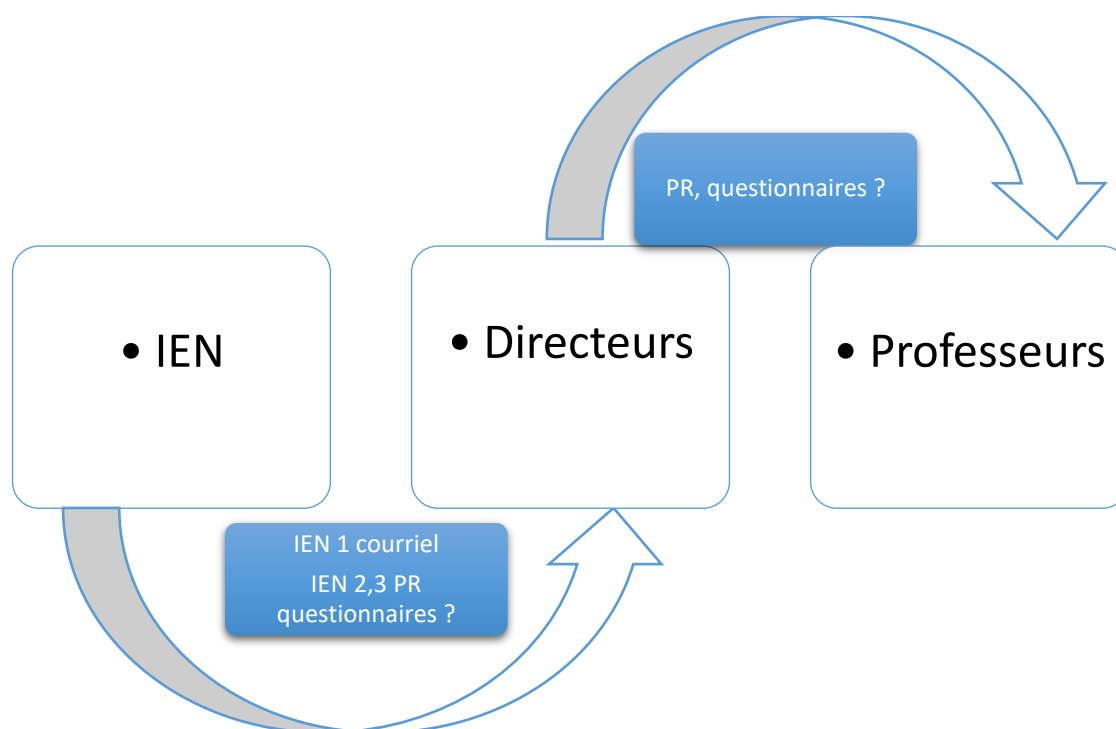 PR, questionnaires ?
• IEN
• Directeurs
• Professeurs
IEN 1 courriel
IEN 2,3 PR
questionnaires ?